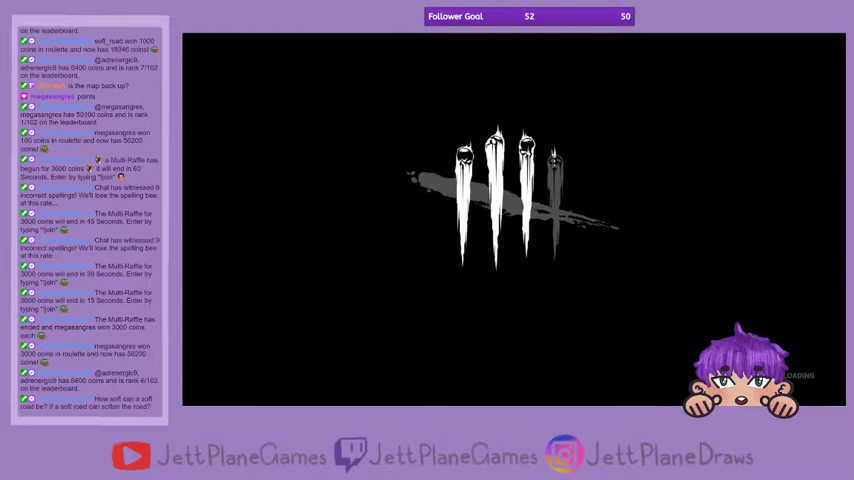 Follower Goal 52 50
on the leaderboard.
soft_road won 1000
coins in roulette and now has 18346 coins!
@adrenergic9,
adrenergic9 has 6400 coins and is rank
7/102 on the leaderboard.
is the map back up?
megasangres points
@megasangres,
megasangres has 50100 coins and is rank
1/102 on the leaderboard.
megasangres won
100 coins in roulette and now has 50200
coins!
a Multi-Raffle has
begun for 3000 coins it will end in 60
Seconds. Enter by typing "!join"
Chat has witnessed 8
incorrect spellings! We'll lose the spelling bee
at this rate...
The Multi-Raffle for
3000 coins will end in 45 Seconds. Enter by
typing "!join"
Chat has witnessed 9
incorrect spellings! We'll lose the spelling bee
at this rate...
The Multi-Raffle for
3000 coins will end in 30 Seconds. Enter by
typing "!join"
The Multi-Raffle for
3000 coins will end in 15 Seconds. Enter by
typing "!join"
The Multi-Raffle has
ended and megasangres won 3000 coins
each
megasangres won
3000 coins in roulette and now has 56200
coins!
@adrenergic9,
adrenergic9 has 6600 coins and is rank 6/102
on the leaderboard.
How soft can a soft
road be? If a soft road can soften the road?
LOADING
JettPlaneGames JettPlaneGames JettPlaneDraws